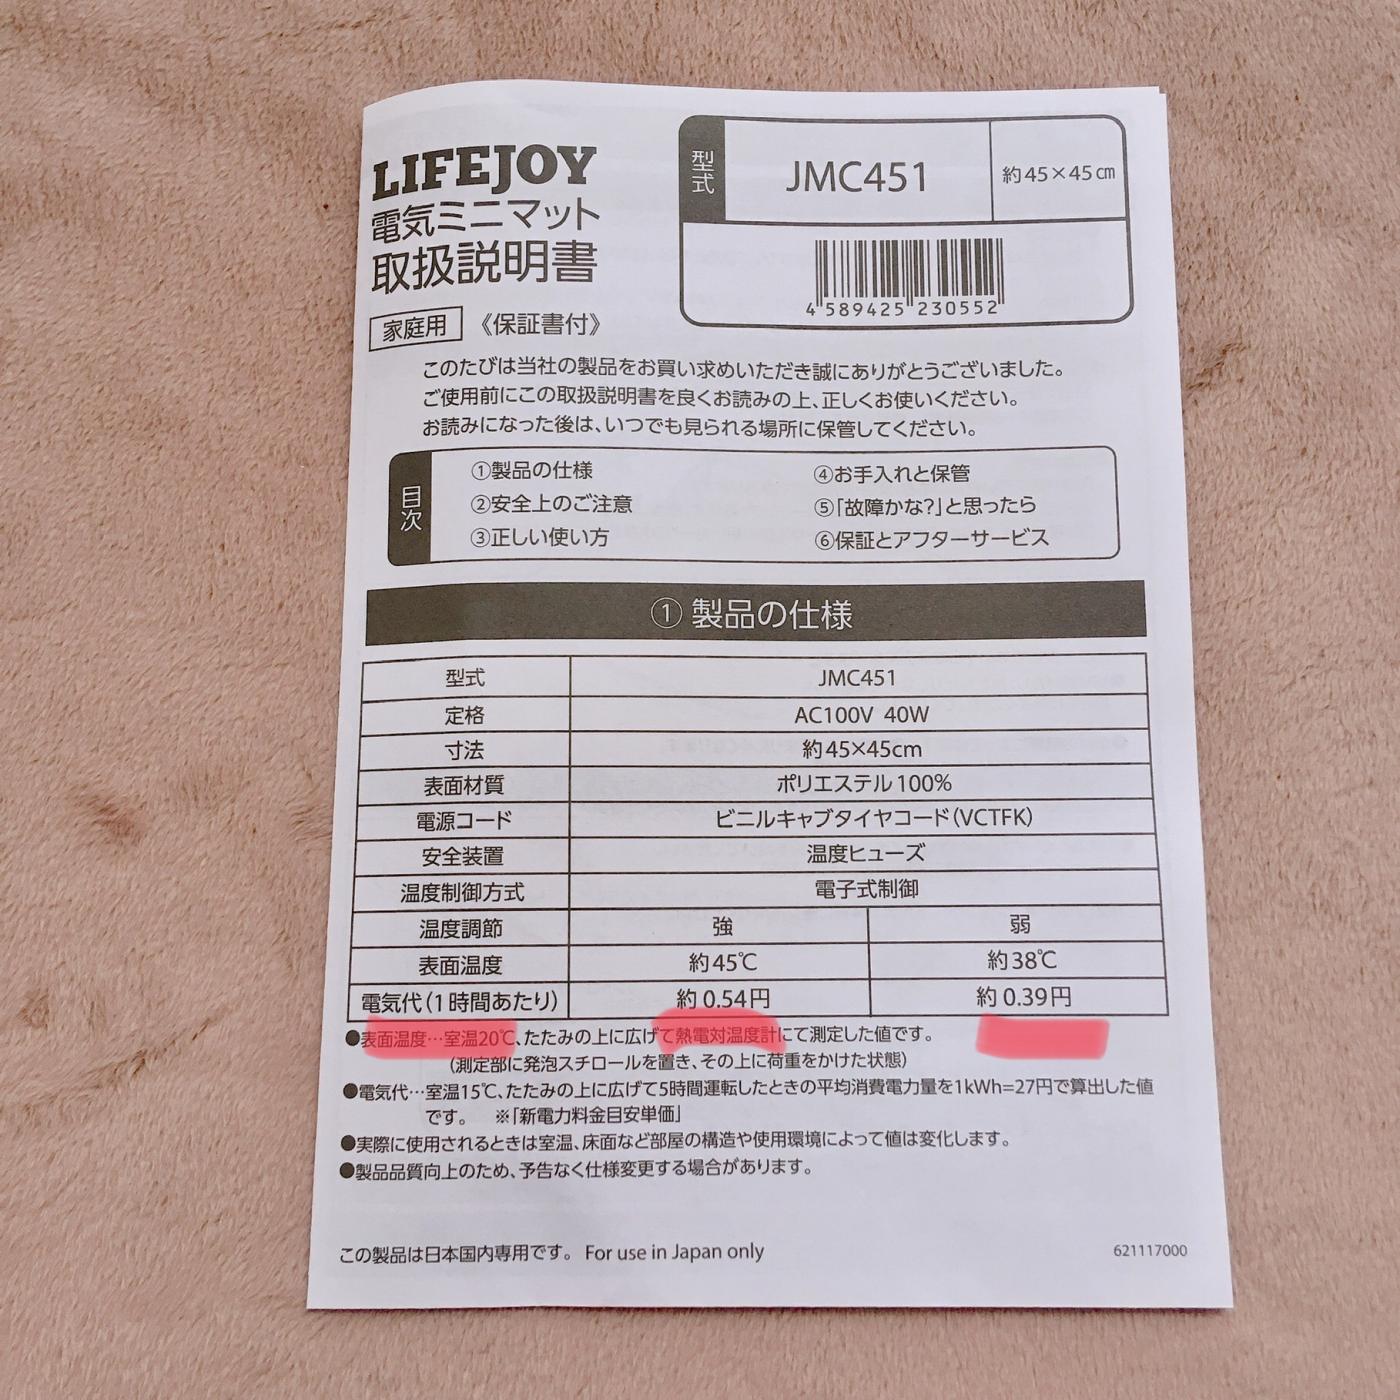 LIFEJOY
電気ミニマット
取扱説明書
家庭用 《保証書付》
型式 JMC451 約45×45㎝
4 589425 230552
このたびは当社の製品をお買い求めいただき誠にありがとうございました。
ご使用前にこの取扱説明書を良くお読みの上、正しくお使いください。
お読みになった後は、いつでも見られる場所に保管してください。
目次
①製品の仕様
②安全上のご注意
③正しい使い方
④お手入れと保管
⑤「故障かな?」と思ったら
⑥保証とアフターサービス
① 製品の仕様
型式 JMC451
定格 AC100V 40W
寸法 約45×45cm
表面材質 ポリエステル100%
電源コード ビニルキャブタイヤコード(VCTFK)
安全装置 温度ヒューズ
温度制御方式 電子式制御
温度調節 強 弱
表面温度 約45℃ 約38℃
電気代(1時間あたり) 約0.54円 約0.39円
●表面温度…室温20℃、たたみの上に広げて熱電対温度計にて測定した値です。
(測定部に発泡スチロールを置き、その上に荷重をかけた状態)
●電気代…室温15℃、たたみの上に広げて5時間運転したときの平均消費電力量を1kWh=27円で算出した値
です。 ※「新電力料金目安単価」
●実際に使用されるときは室温、床面など部屋の構造や使用環境によって値は変化します。
●製品品質向上のため、予告なく仕様変更する場合があります。
この製品は日本国内専用です。 For use in Japan only
621117000